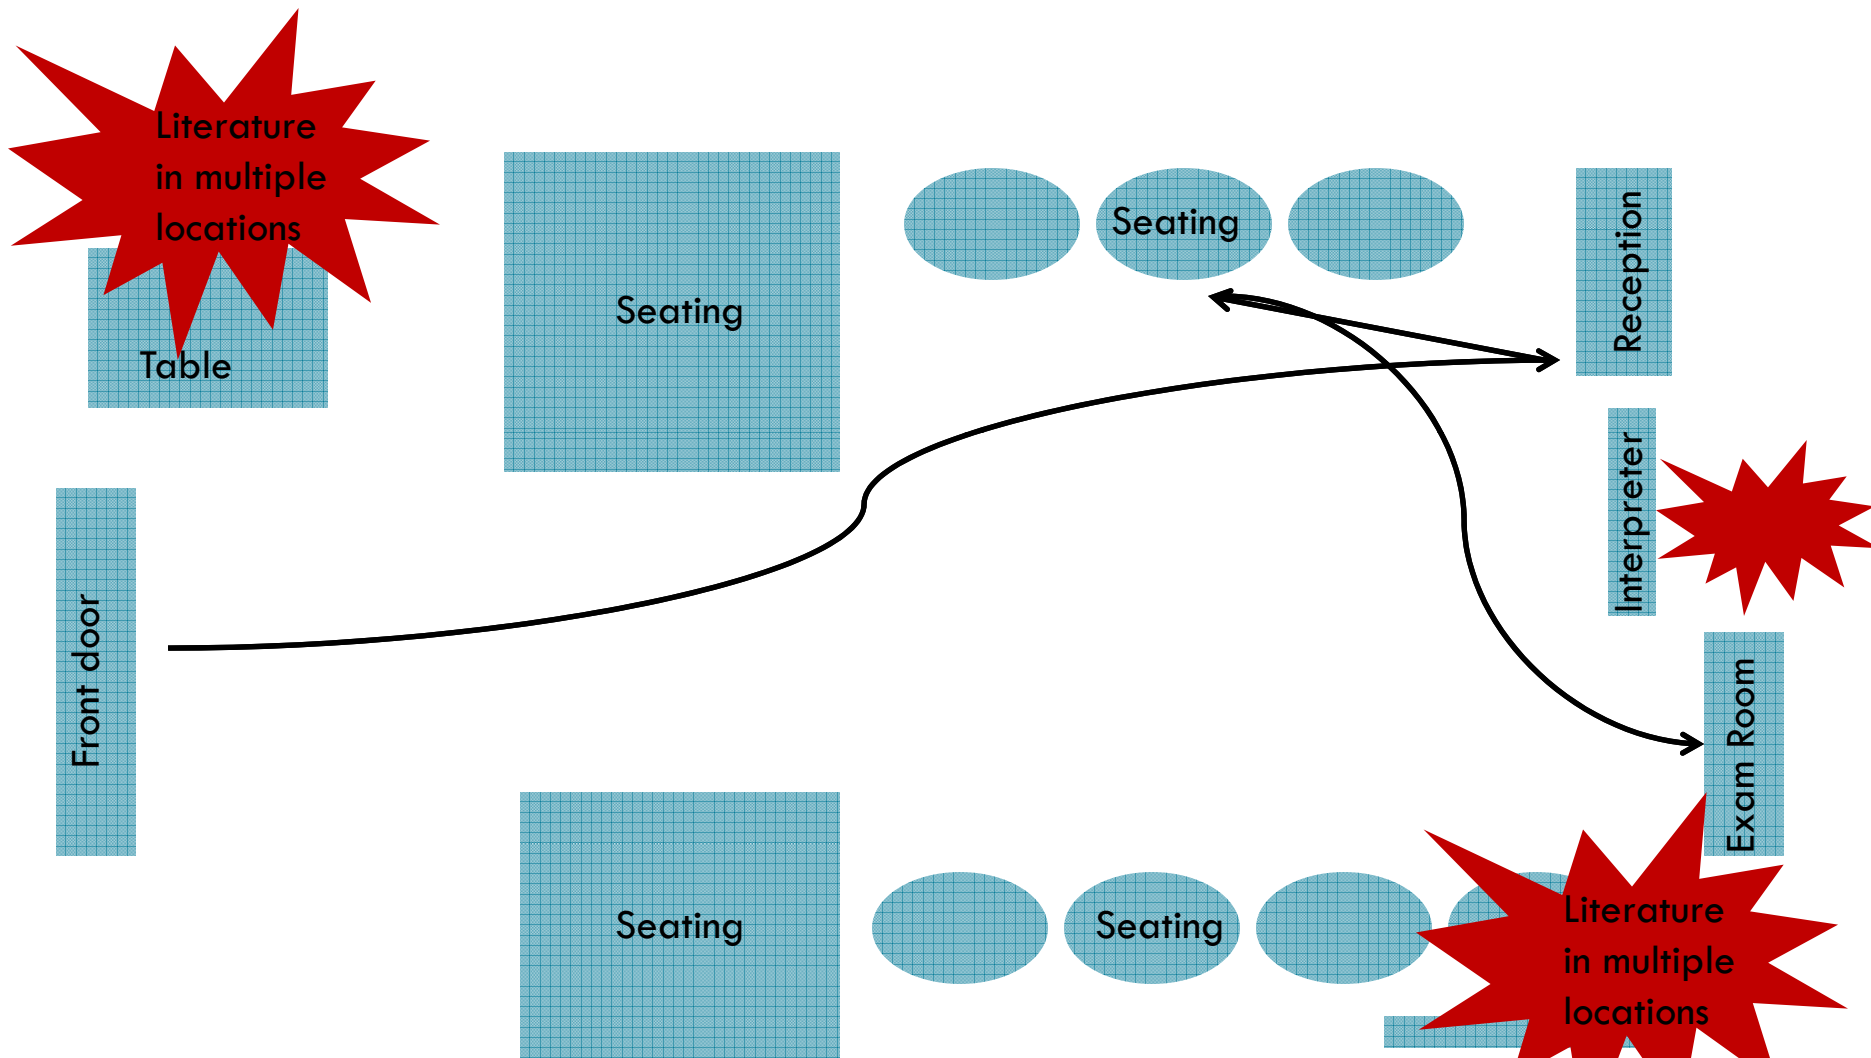 Literature
in multiple
locations
Table
Seating
Seating
Reception
Interpreter
Front door
Exam Room
Seating
Seating
Literature
in multiple
locations